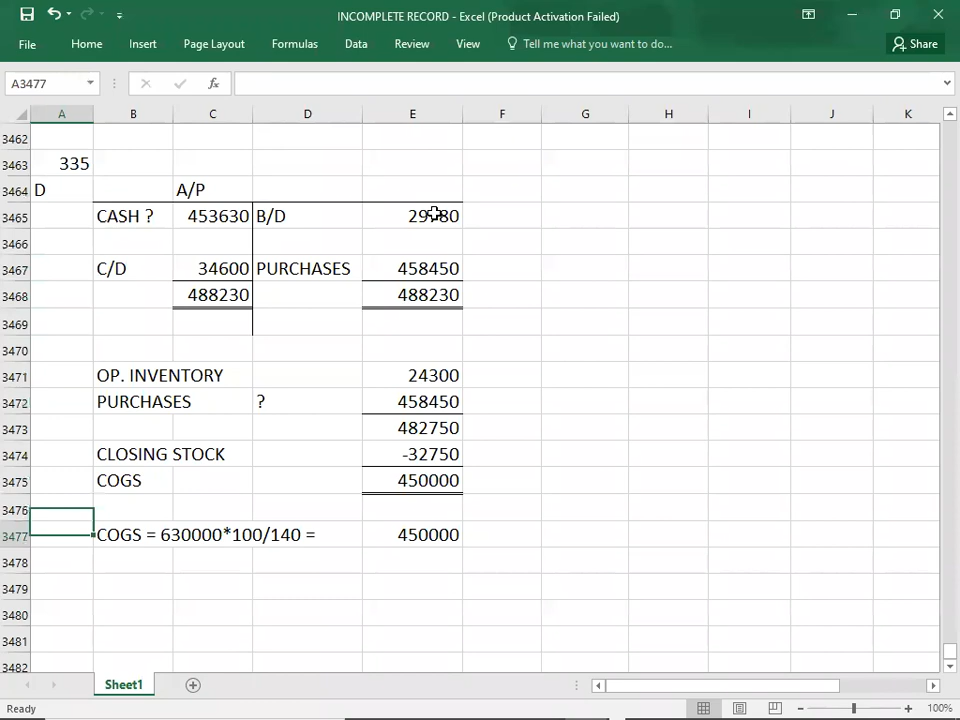 INCOMPLETE RECORD - Excel (Product Activation Failed)
File Home Insert Page Layout Formulas Data Review View Tell me what you want to do... Share
A3477 fx
A B C D E F G H I J K
3462
3463 335
3464 D A/P
3465 CASH ? 453630 B/D
3466
3467 C/D 34600 PURCHASES 458450
3468 488230 488230
3469
3470
3471 OP. INVENTORY 24300
3472 PURCHASES ? 458450
3473 482750
3474 CLOSING STOCK -32750
3475 COGS 450000
3476
3477 COGS = 630000*100/140 = 450000
3478
3479
3480
3481
3482
Sheet1
Ready 100%